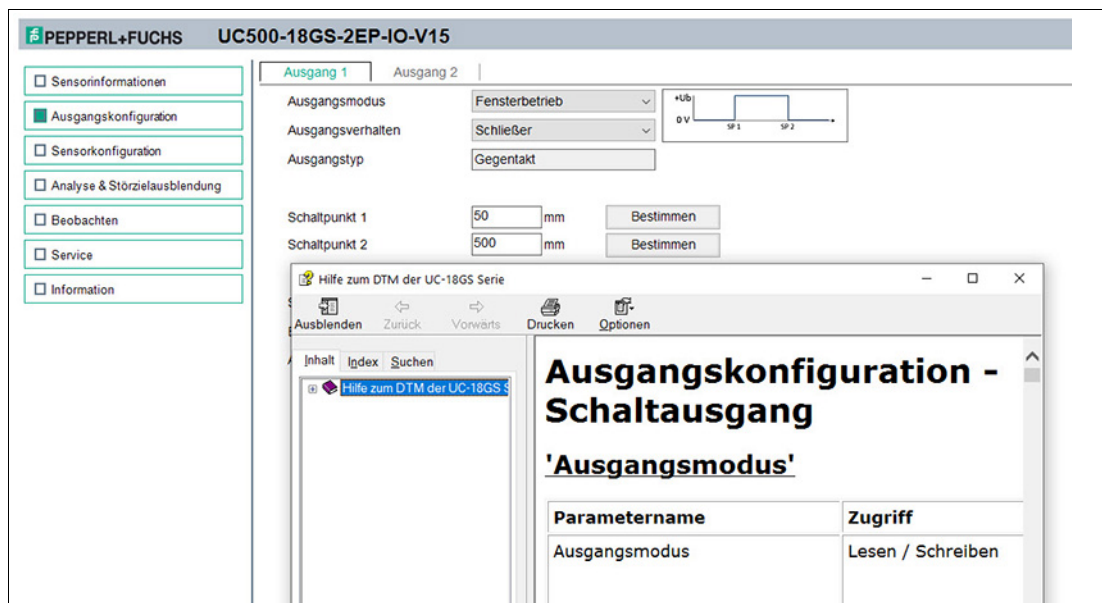 PEPPERL+FUCHS UC500-18GS-2EP-IO-V15
Sensorinformationen
Ausgangskonfiguration
Sensorkonfiguration
Analyse & Störzielausblendung
Beobachten
Service
Information
Ausgang 1 Ausgang 2
Ausgangsmodus Fensterbetrieb
Ausgangsverhalten Schließer
Ausgangstyp Gegentakt
+Ub
0 V
SP 1 SP 2
Schaltpunkt 1 50 mm Bestimmen
Schaltpunkt 2 500 mm Bestimmen
Hilfe zum DTM der UC-18GS Serie
Ausblenden Zurück Vorwärts Drucken Optionen
Inhalt Index Suchen
Hilfe zum DTM der UC-18GS S
Ausgangskonfiguration -
Schaltausgang
'Ausgangsmodus'
Parametername Zugriff
Ausgangsmodus Lesen / Schreiben